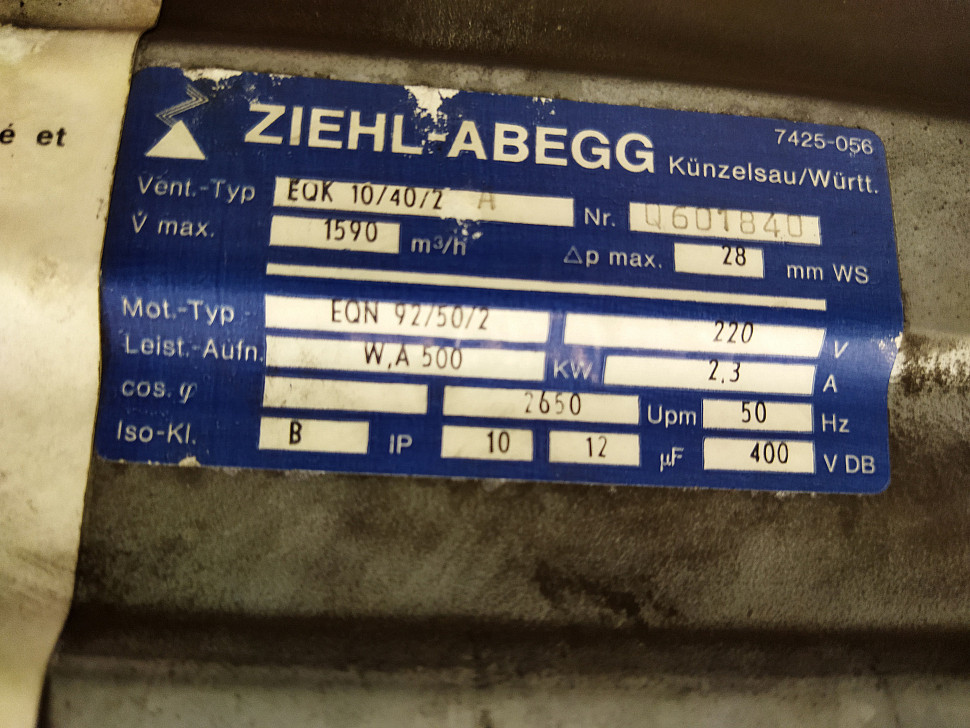 é et
ZIEHL-ABEGG 7425-056
Künzelsau/Württ.
Vent.-Typ EQK 10/40/2 A Nr. Q601840
V̇ max. 1590 m³/h △p max. 28 mm WS
Mot.-Typ EQN 92/50/2 220 V
Leist.-Aufn. W,A 500 KW 2,3 A
cos. φ 2650 Upm 50 Hz
Iso-Kl. B IP 10 12 µF 400 V DB